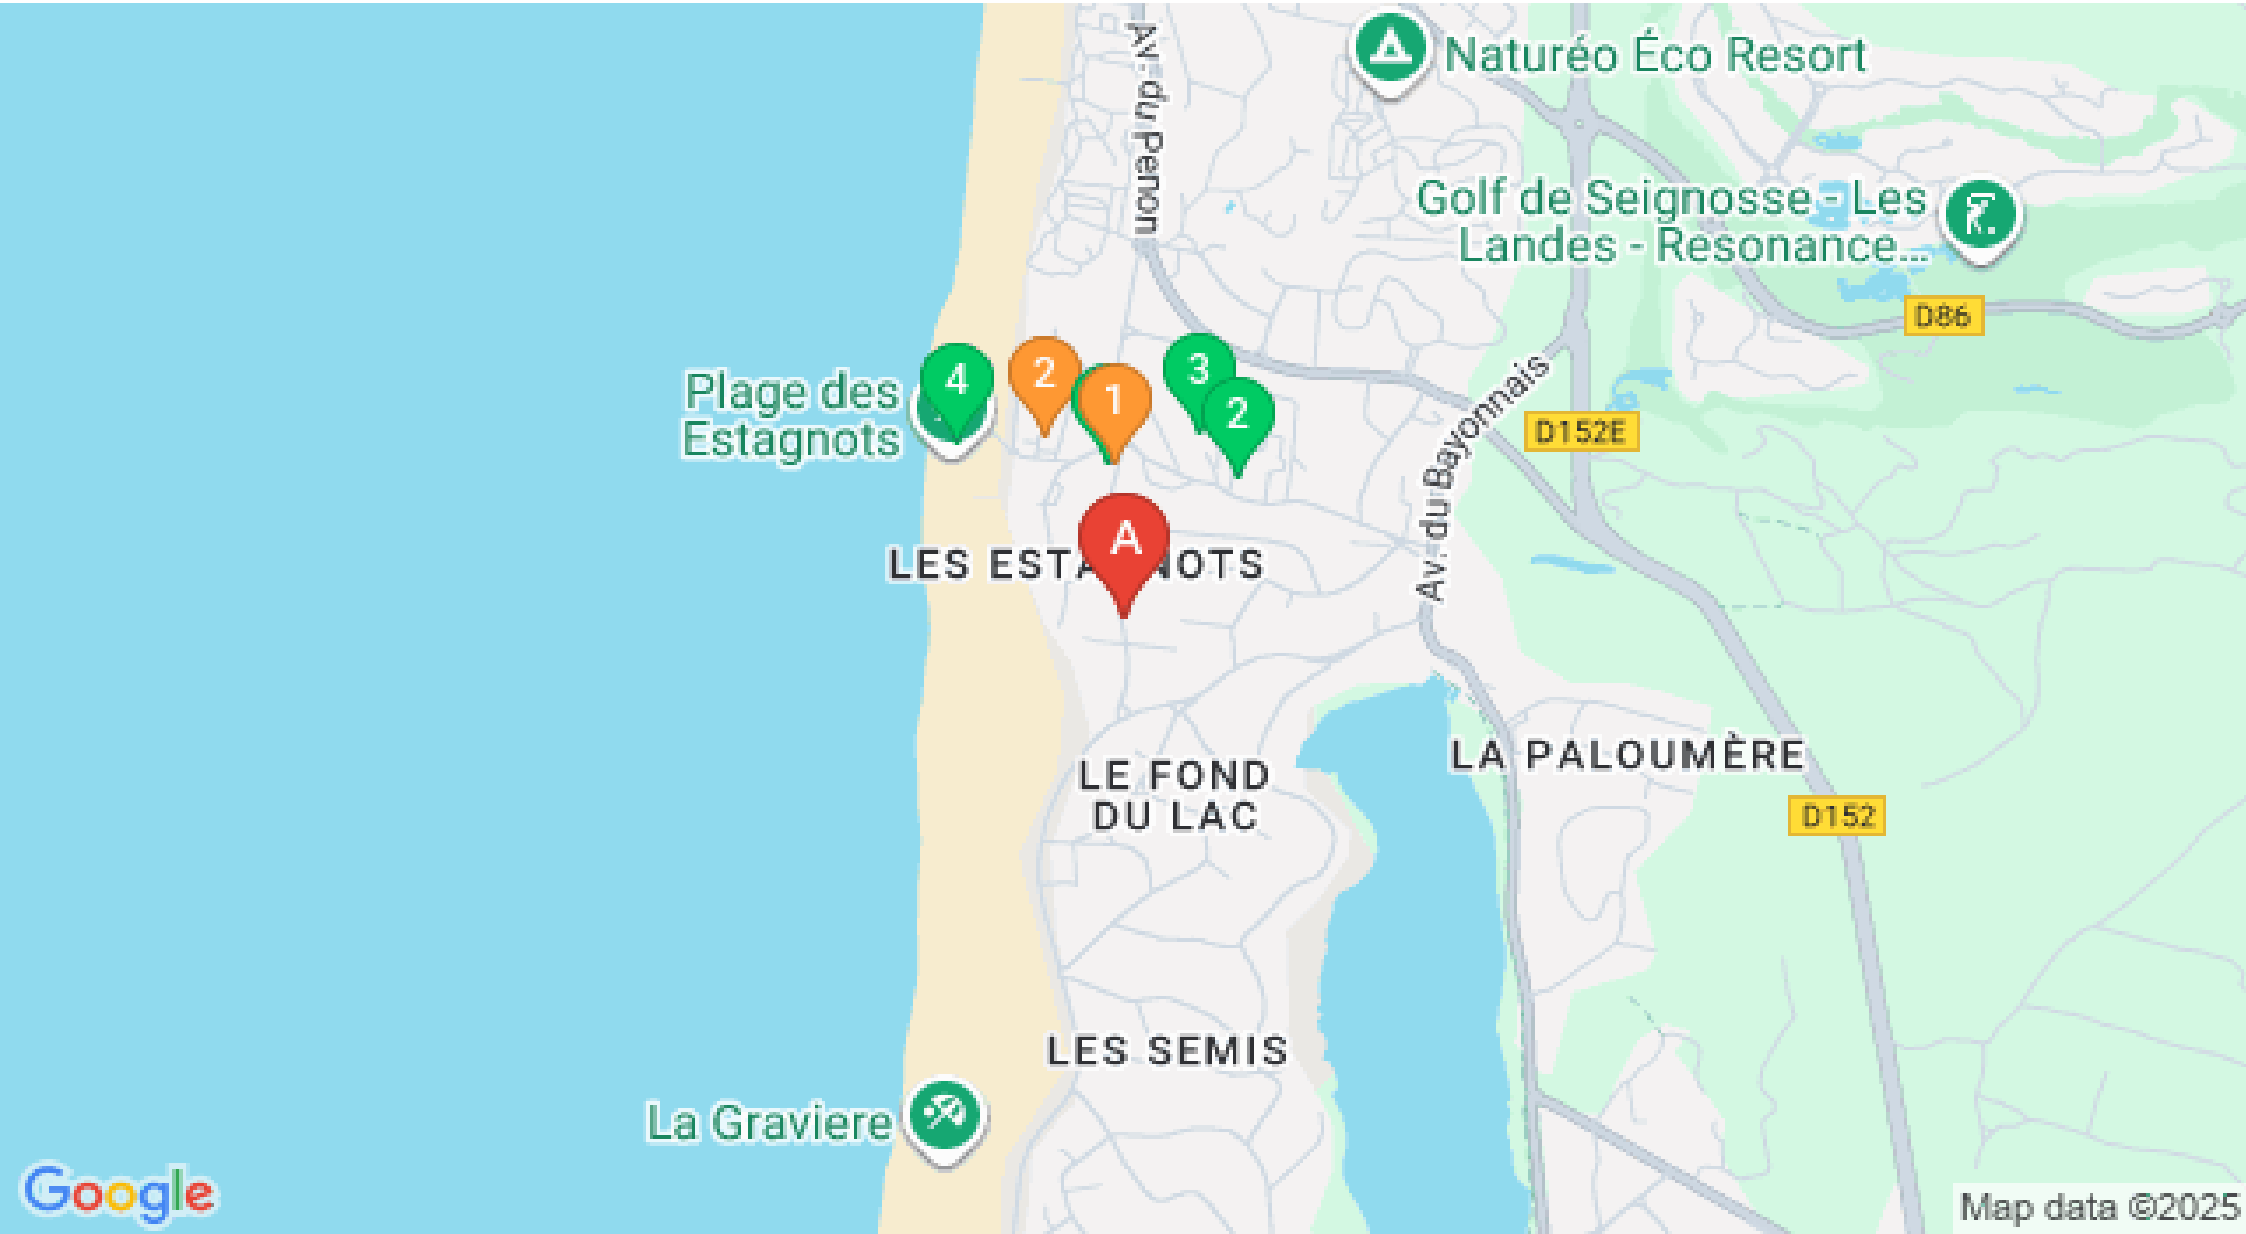 Av. du Penon
Naturéo Éco Resort
Golf de Seignosse - Les
Landes - Resonance...
D86
Plage des
Estagnots
4
2
1
3
2
Av. du Bayonnais
D152E
A
LES ESTAGNOTS
LE FOND
DU LAC
LA PALOUMÈRE
D152
LES SEMIS
La Graviere
Google
Map data ©2025